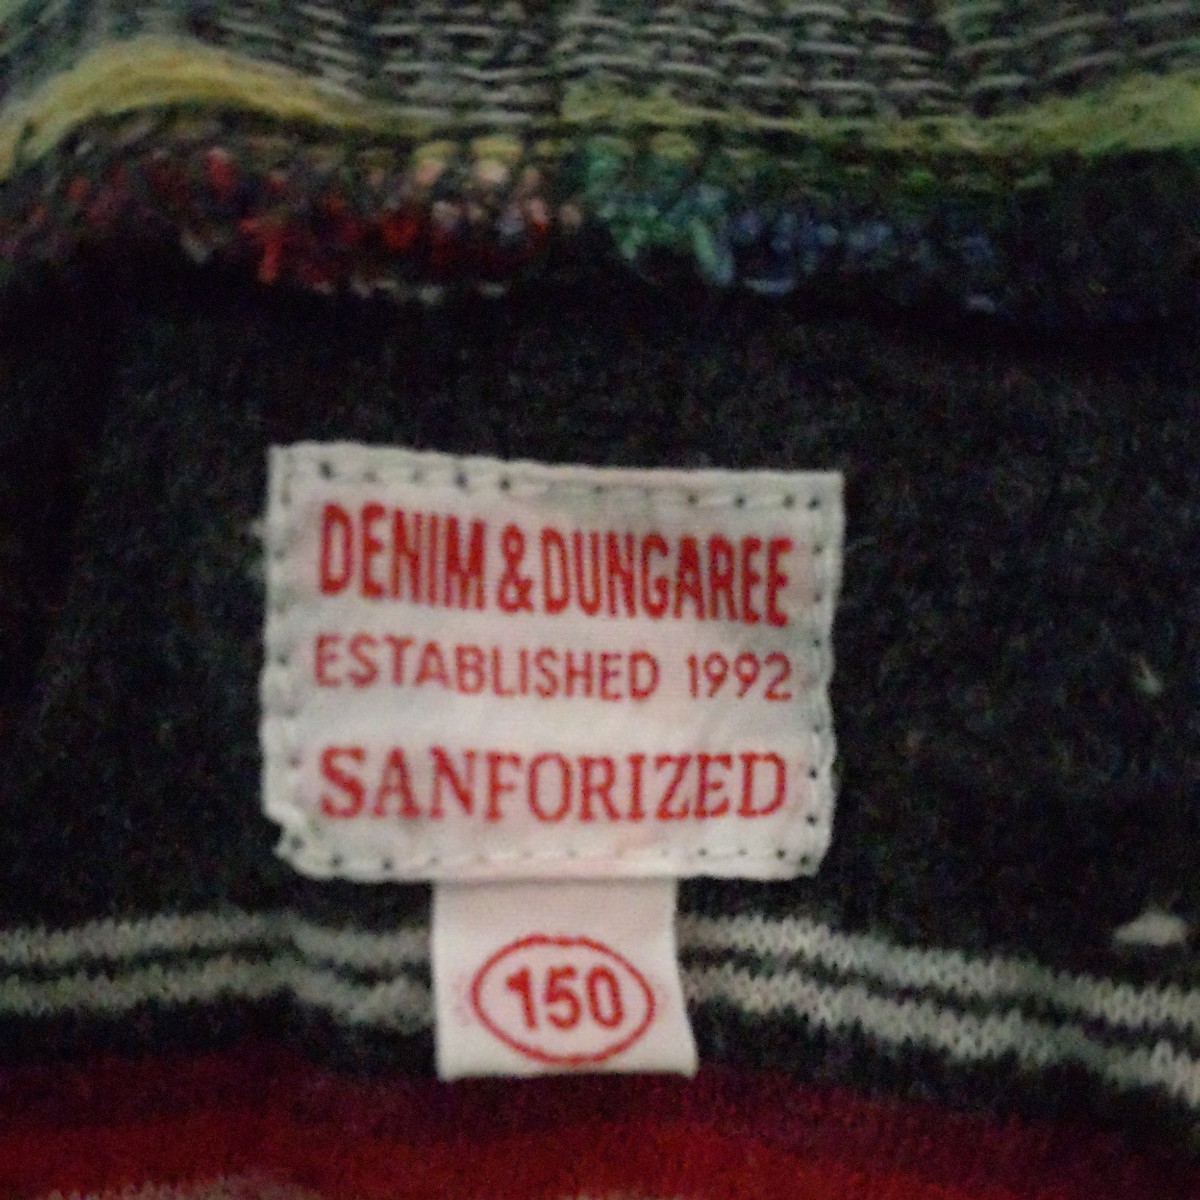 DENIM & DUNGAREE
ESTABLISHED 1992
SANFORIZED
150